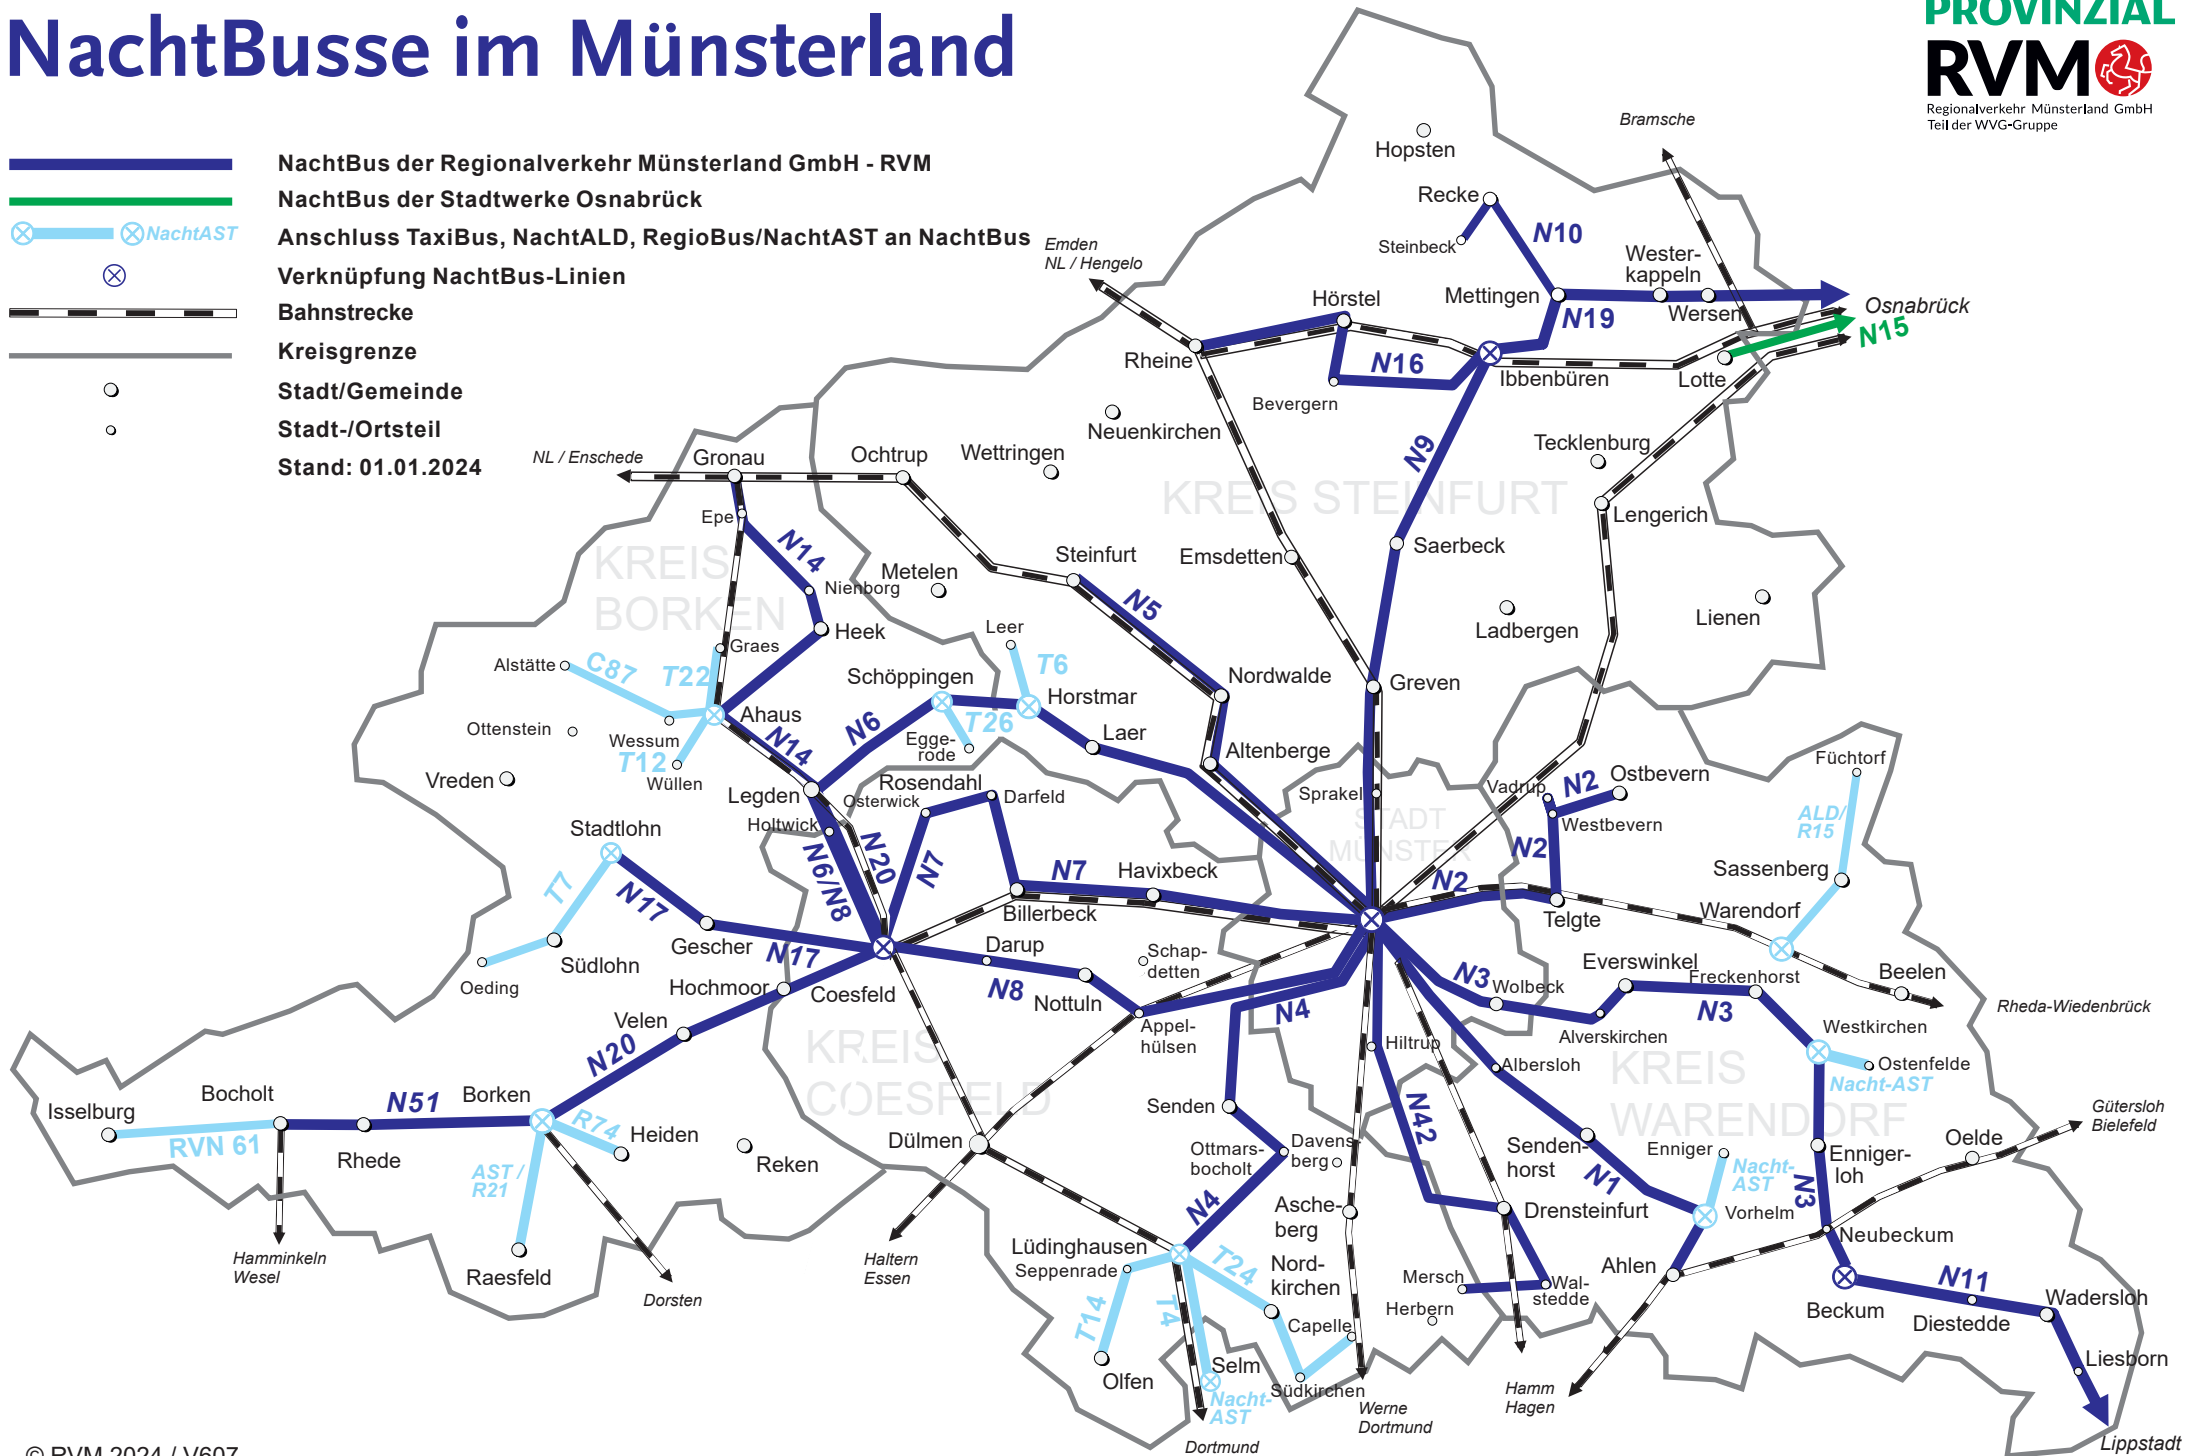 NachtBusse im Münsterland
PROVINZIAL
RVM
Regionalverkehr Münsterland GmbH
Teil der WVG-Gruppe
NachtBus der Regionalverkehr Münsterland GmbH - RVM
NachtBus der Stadtwerke Osnabrück
NachtAST
Anschluss TaxiBus, NachtALD, RegioBus/NachtAST an NachtBus
Verknüpfung NachtBus-Linien
Bahnstrecke
Kreisgrenze
Stadt/Gemeinde
Stadt-/Ortsteil
Stand: 01.01.2024
Bramsche
Hopsten
Recke
Steinbeck
N10
Emden
NL / Hengelo
Wester-
kappeln
Hörstel
Mettingen
N19
Wersen
Osnabrück
N15
Rheine
N16
Ibbenbüren
Lotte
Bevergern
Neuenkirchen
Wettringen
Tecklenburg
N9
NL / Enschede
Gronau
Ochtrup
KREIS STEINFURT
Lengerich
Epe
N14
KREIS
BORKEN
Steinfurt
Emsdetten
Saerbeck
Metelen
Nienborg
N5
Lienen
Ladbergen
Heek
Leer
Graes
Alstätte
C87
T22
T6
Schöppingen
Nordwalde
Greven
Horstmar
Ahaus
N6
T26
Laer
Ottenstein
Wessum
N14
Egge-
rode
Altenberge
T12
Wüllen
Füchtorf
Vreden
Legden
Rosendahl
Osterwick
Darfeld
Sprakel
Vadrup
N2
Ostbevern
Westbevern
STADT
MÜNSTER
ALD/
R15
Stadtlohn
Holtwick
N6/N8
N20
N7
N7
Havixbeck
N2
N2
Sassenberg
T7
N17
Billerbeck
Telgte
Warendorf
Gescher
N17
Darup
Schap-
detten
Südlohn
Oeding
Hochmoor
Coesfeld
N8
Nottuln
N3
Wolbeck
Everswinkel
Freckenhorst
Beelen
Rheda-Wiedenbrück
N4
N3
Velen
Appel-
hülsen
Hiltrup
Alverskirchen
Westkirchen
N20
KREIS
COESFELD
Albersloh
KREIS
WARENDORF
Ostenfelde
Nacht-AST
Isselburg
Bocholt
N51
Borken
R74
Heiden
RVN 61
Rhede
Senden
N42
Gütersloh
Bielefeld
Dülmen
Reken
Ottmars-
bocholt
Davens-
berg
Senden-
horst
Enniger
Nacht-
AST
Enniger-
loh
Oelde
AST /
R21
N1
N3
N4
Asche-
berg
Drensteinfurt
Vorhelm
Neubeckum
Hamminkeln
Wesel
Raesfeld
Dorsten
Haltern
Essen
Lüdinghausen
Seppenrade
T24
Nord-
kirchen
Mersch
Herbern
Wal-
stedde
Ahlen
N11
Beckum
Diestedde
Wadersloh
T14
T4
Capelle
Olfen
Selm
Südkirchen
Nacht-
AST
Liesborn
Werne
Dortmund
Hamm
Hagen
Dortmund
Lippstadt
© RVM 2024 / V607